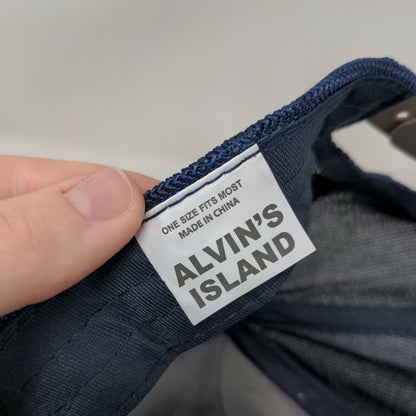 ONE SIZE FITS MOST
MADE IN CHINA
ALVIN'S
ISLAND